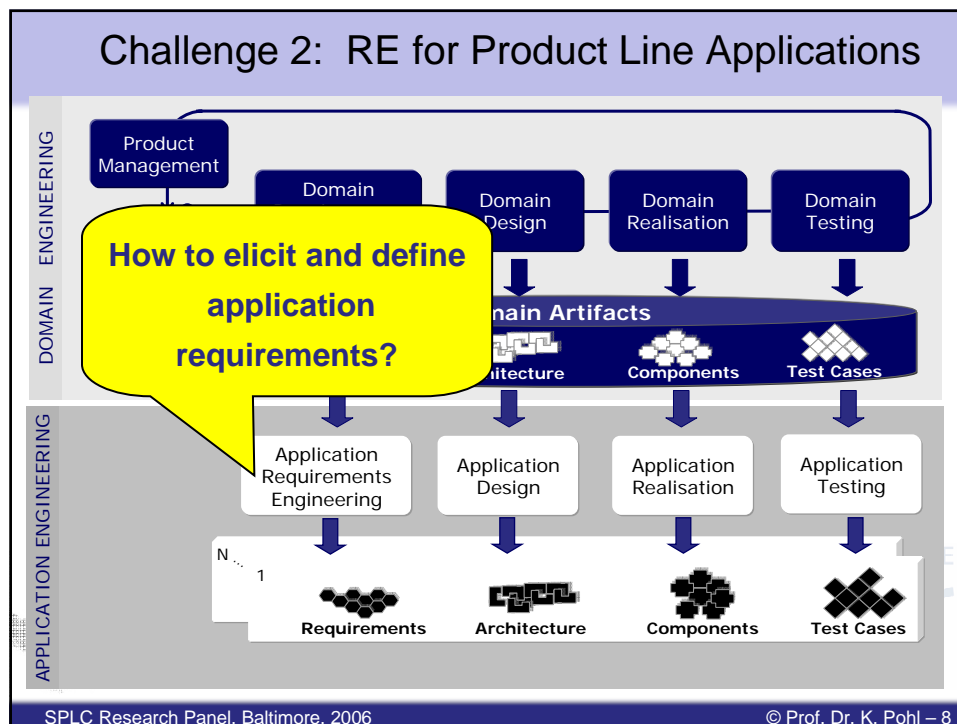 Challenge 2: RE for Product Line Applications
DOMAIN ENGINEERING
Product
Management
Domain
Domain
Design
Domain
Realisation
Domain
Testing
How to elicit and define
application
requirements?
main Artifacts
hitecture
Components
Test Cases
APPLICATION ENGINEERING
Application
Requirements
Engineering
Application
Design
Application
Realisation
Application
Testing
N ...
1
Requirements
Architecture
Components
Test Cases
SPLC Research Panel, Baltimore, 2006
© Prof. Dr. K. Pohl – 8